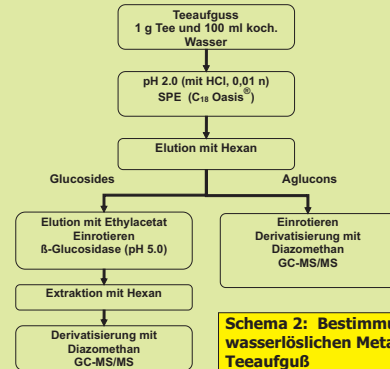 Teeaufguss
1 g Tee und 100 ml koch.
Wasser
pH 2.0 (mit HCl, 0,01 n)
SPE (C18 Oasis®)
Elution mit Hexan
Glucosides
Aglucons
Elution mit Ethylacetat
Einrotieren
ß-Glucosidase (pH 5.0)
Einrotieren
Derivatisierung mit
Diazomethan
GC-MS/MS
Extraktion mit Hexan
Derivatisierung mit
Diazomethan
GC-MS/MS
Schema 2: Bestimmu
wasserlöslichen Meta
Teeaufguß